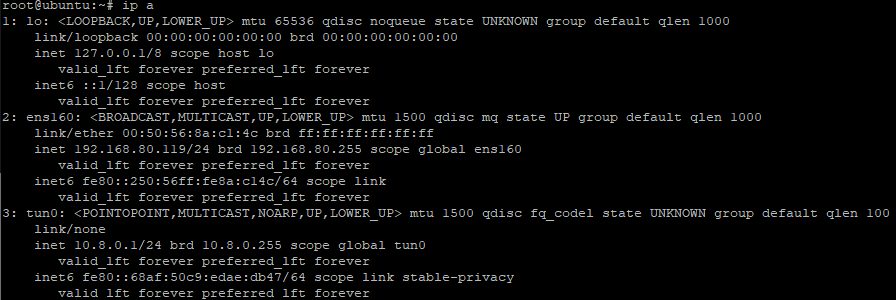 root@ubuntu:~# ip a
1: lo: <LOOPBACK,UP,LOWER_UP> mtu 65536 qdisc noqueue state UNKNOWN group default qlen 1000
    link/loopback 00:00:00:00:00:00 brd 00:00:00:00:00:00
    inet 127.0.0.1/8 scope host lo
       valid_lft forever preferred_lft forever
    inet6 ::1/128 scope host
       valid_lft forever preferred_lft forever
2: ens160: <BROADCAST,MULTICAST,UP,LOWER_UP> mtu 1500 qdisc mq state UP group default qlen 1000
    link/ether 00:50:56:8a:c1:4c brd ff:ff:ff:ff:ff:ff
    inet 192.168.80.119/24 brd 192.168.80.255 scope global ens160
       valid_lft forever preferred_lft forever
    inet6 fe80::250:56ff:fe8a:c14c/64 scope link
       valid_lft forever preferred_lft forever
3: tun0: <POINTOPOINT,MULTICAST,NOARP,UP,LOWER_UP> mtu 1500 qdisc fq_codel state UNKNOWN group default qlen 100
    link/none
    inet 10.8.0.1/24 brd 10.8.0.255 scope global tun0
       valid_lft forever preferred_lft forever
    inet6 fe80::68af:50c9:edae:db47/64 scope link stable-privacy
       valid_lft forever preferred_lft forever